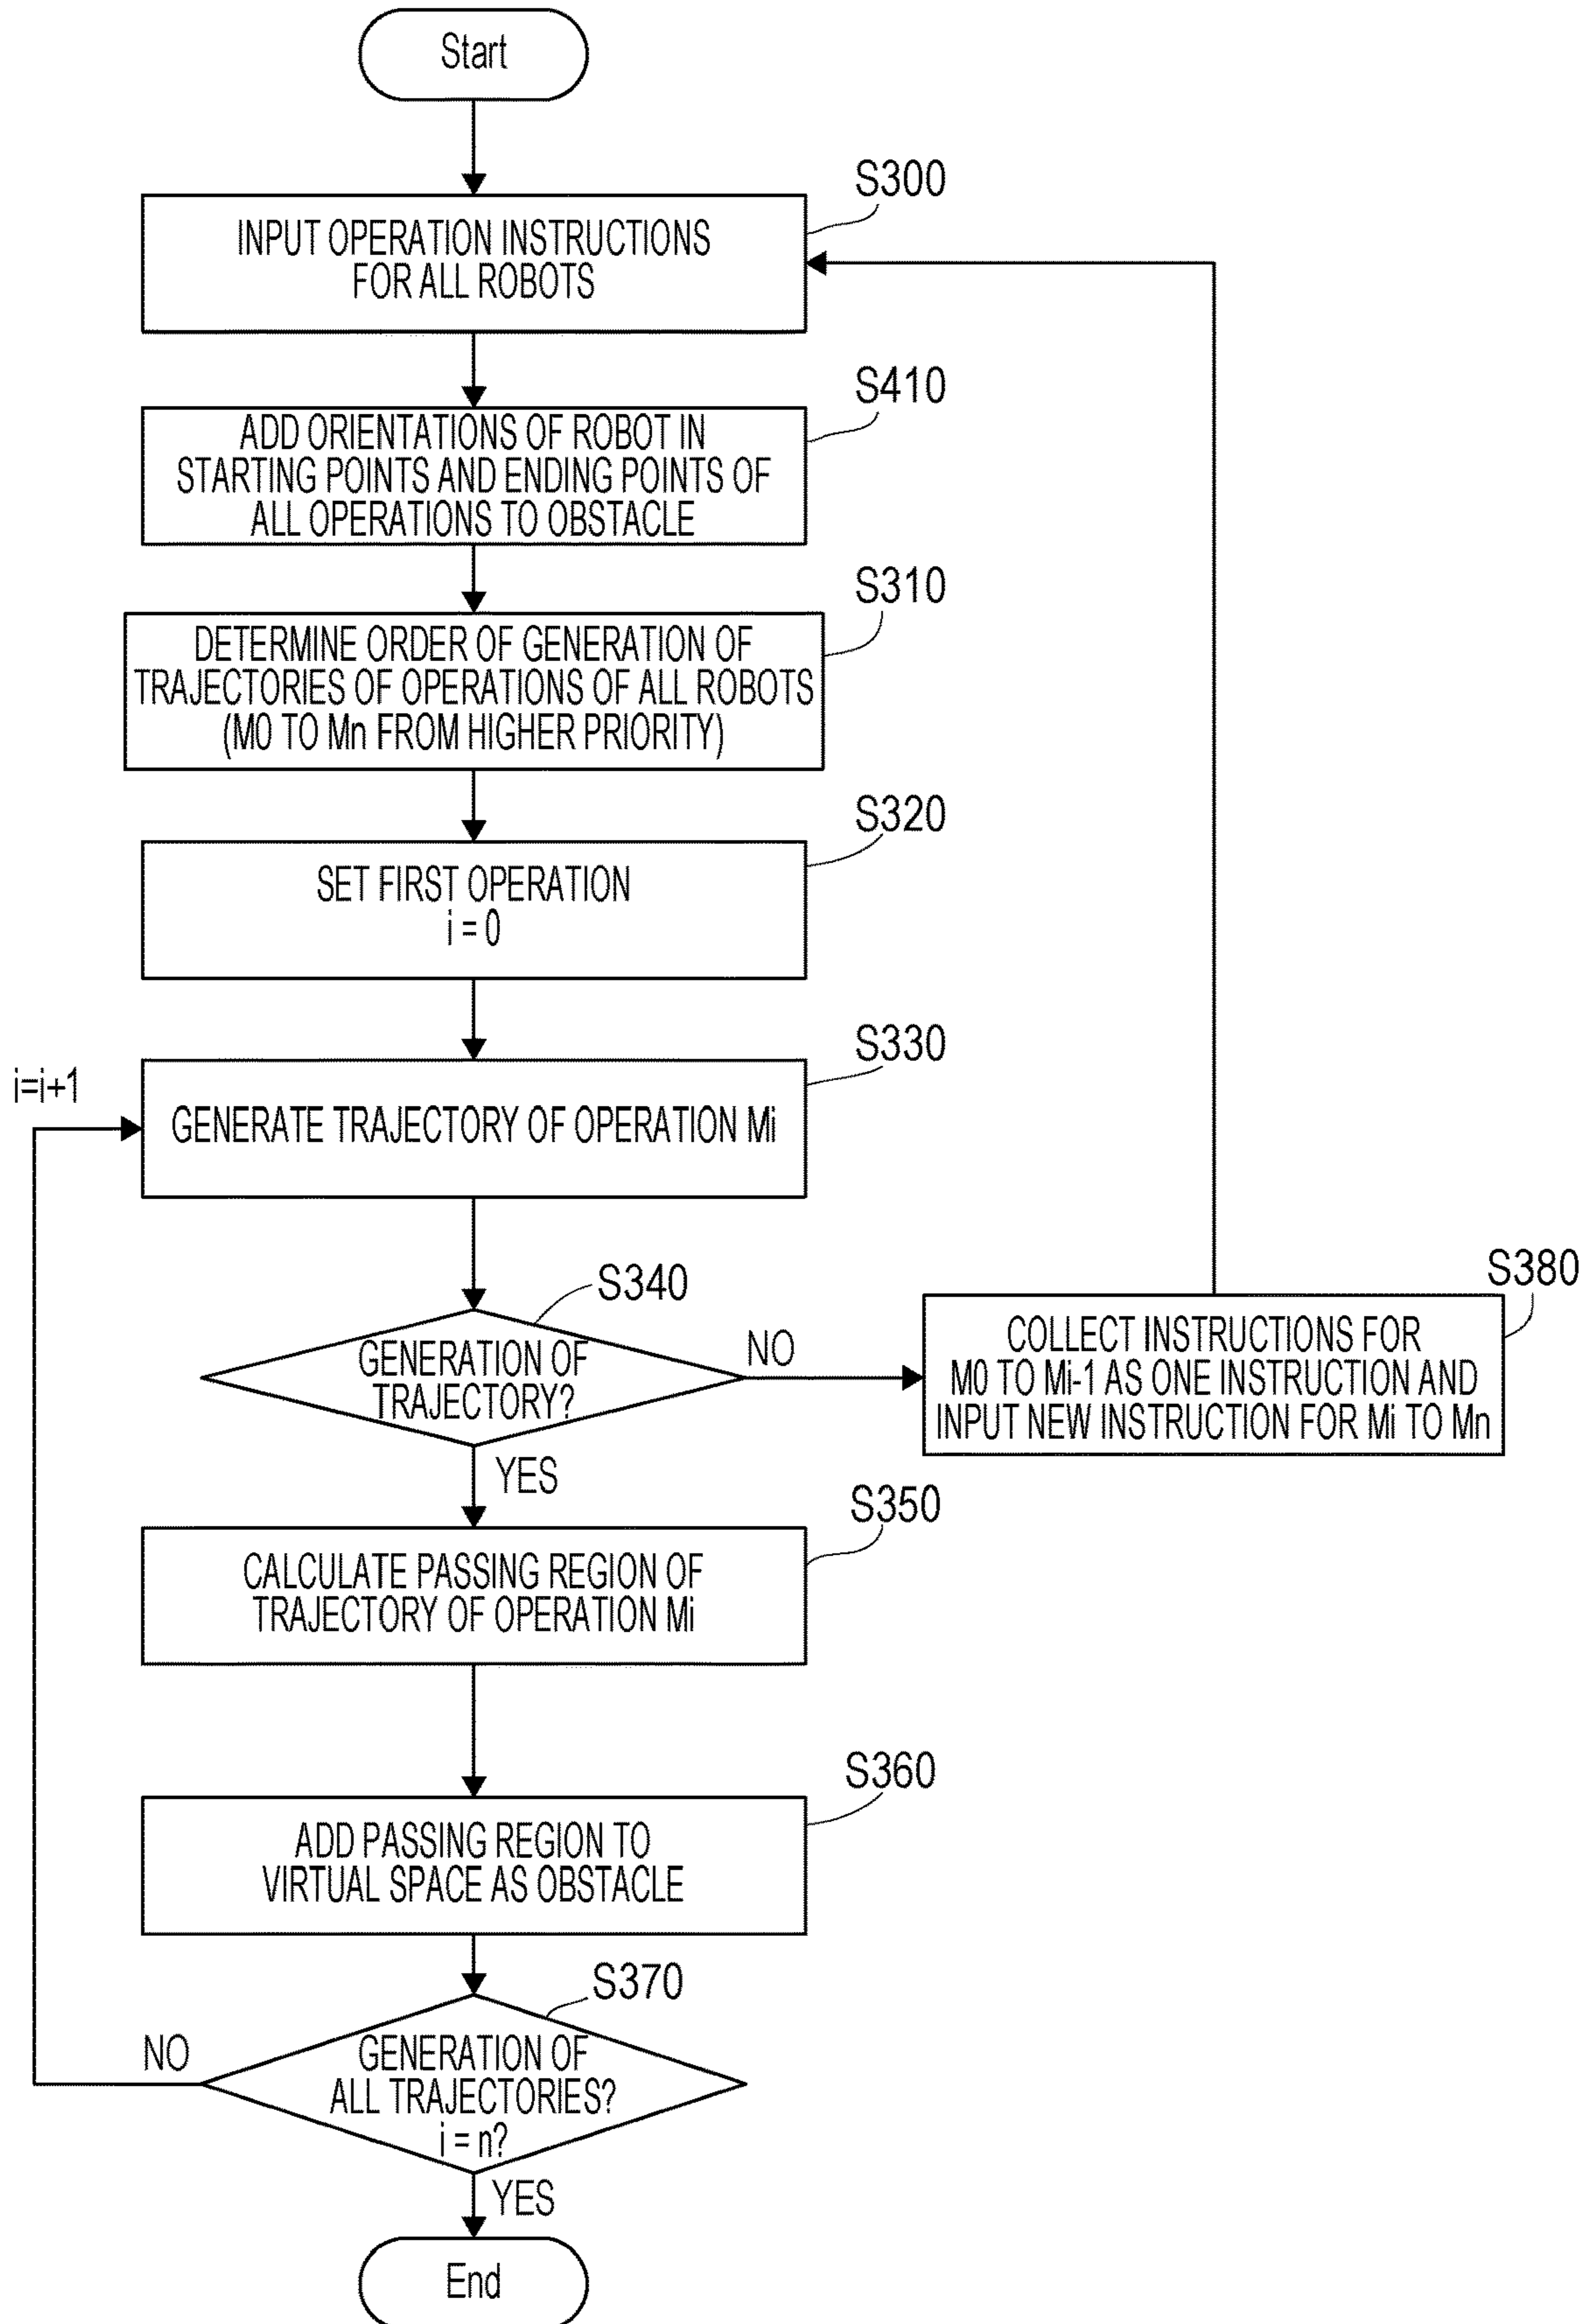 Start
S300
INPUT OPERATION INSTRUCTIONS
FOR ALL ROBOTS
S410
ADD ORIENTATIONS OF ROBOT IN
STARTING POINTS AND ENDING POINTS OF
ALL OPERATIONS TO OBSTACLE
S310
DETERMINE ORDER OF GENERATION OF
TRAJECTORIES OF OPERATIONS OF ALL ROBOTS
(M0 TO Mn FROM HIGHER PRIORITY)
S320
SET FIRST OPERATION
i = 0
S330
i=i+1
GENERATE TRAJECTORY OF OPERATION Mi
S340
GENERATION OF
TRAJECTORY?
NO
S380
COLLECT INSTRUCTIONS FOR
M0 TO Mi-1 AS ONE INSTRUCTION AND
INPUT NEW INSTRUCTION FOR Mi TO Mn
YES
S350
CALCULATE PASSING REGION OF
TRAJECTORY OF OPERATION Mi
S360
ADD PASSING REGION TO
VIRTUAL SPACE AS OBSTACLE
S370
NO
GENERATION OF
ALL TRAJECTORIES?
i = n?
YES
End